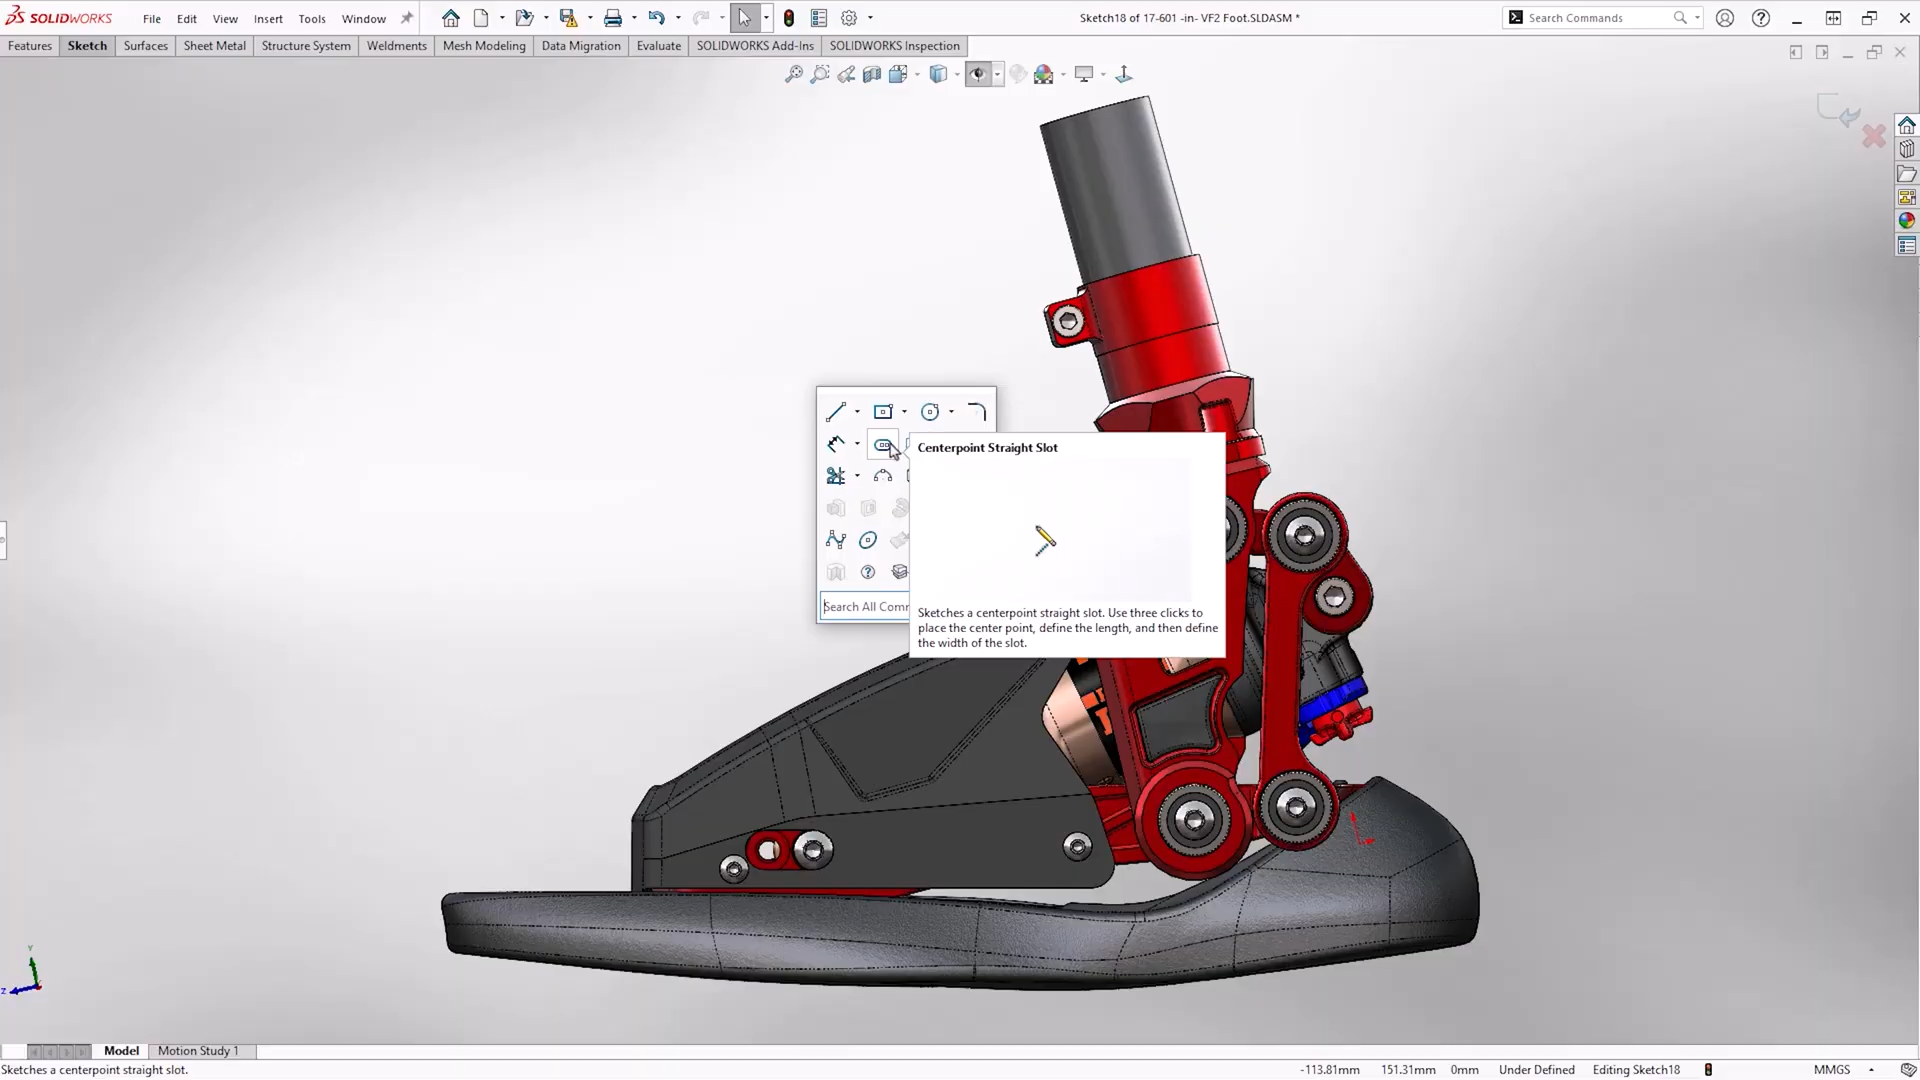 SOLIDWORKS File Edit View Insert Tools Window Sketch18 of 17-601 -in- VF2 Foot.SLDASM * Search Commands
Features Sketch Surfaces Sheet Metal Structure System Weldments Mesh Modeling Data Migration Evaluate SOLIDWORKS Add-Ins SOLIDWORKS Inspection
Centerpoint Straight Slot
Search All Comm
Sketches a centerpoint straight slot. Use three clicks to
place the center point, define the length, and then define
the width of the slot.
Y
Z
Model Motion Study 1
Sketches a centerpoint straight slot. -113.81mm 151.31mm 0mm Under Defined Editing Sketch18 MMGS